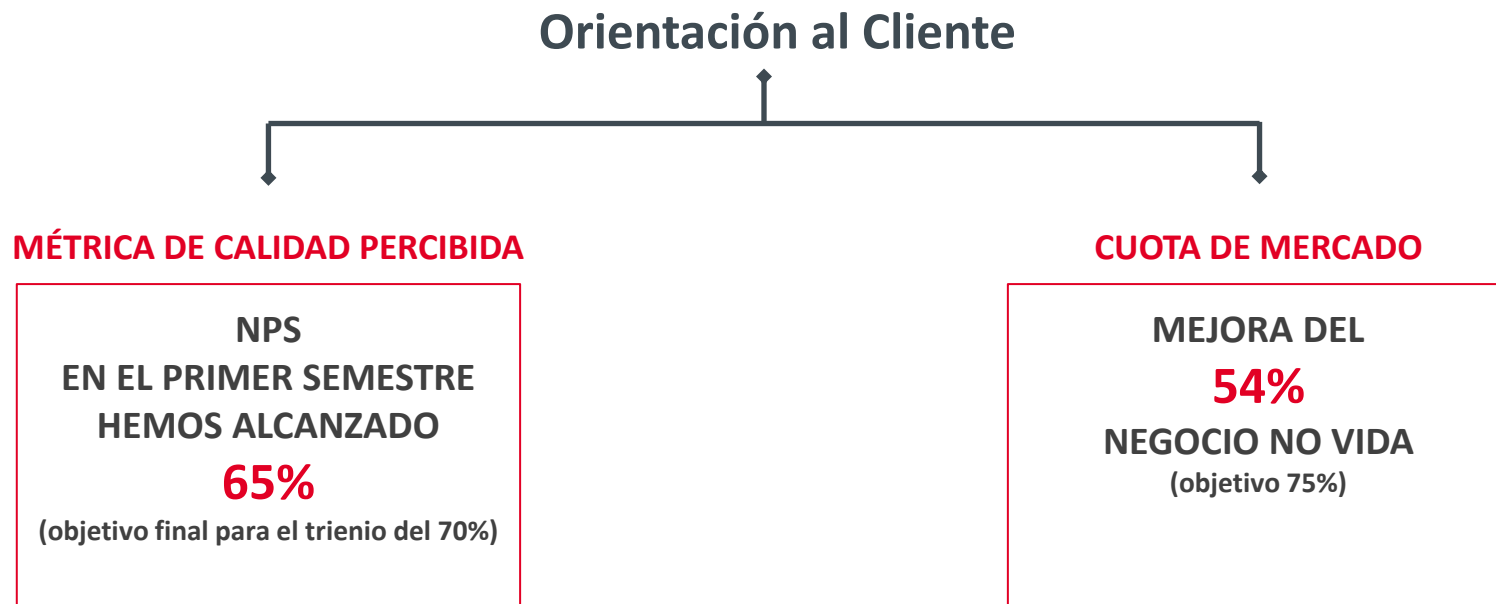 Orientación al Cliente
MÉTRICA DE CALIDAD PERCIBIDA
NPS
EN EL PRIMER SEMESTRE
HEMOS ALCANZADO
65%
(objetivo final para el trienio del 70%)
CUOTA DE MERCADO
MEJORA DEL
54%
NEGOCIO NO VIDA
(objetivo 75%)